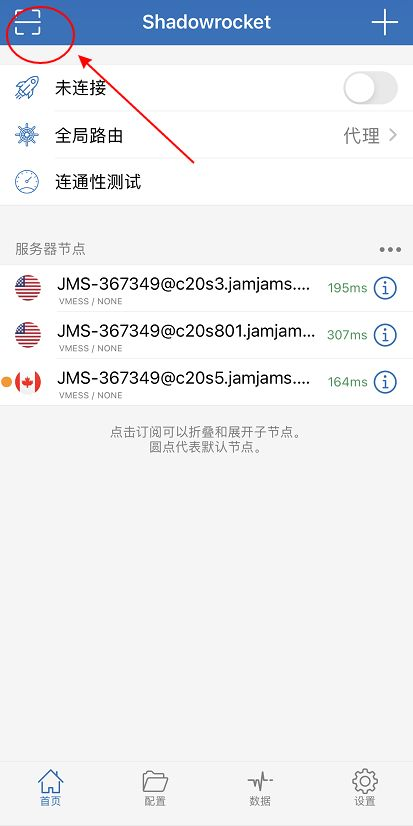 Shadowrocket
未连接
全局路由 代理
连通性测试
服务器节点
JMS-367349@c20s3.jamjams.... 195ms
VMESS / NONE
JMS-367349@c20s801.jamjam... 307ms
VMESS / NONE
JMS-367349@c20s5.jamjams.... 164ms
VMESS / NONE
点击订阅可以折叠和展开子节点。
圆点代表默认节点。
首页 配置 数据 设置